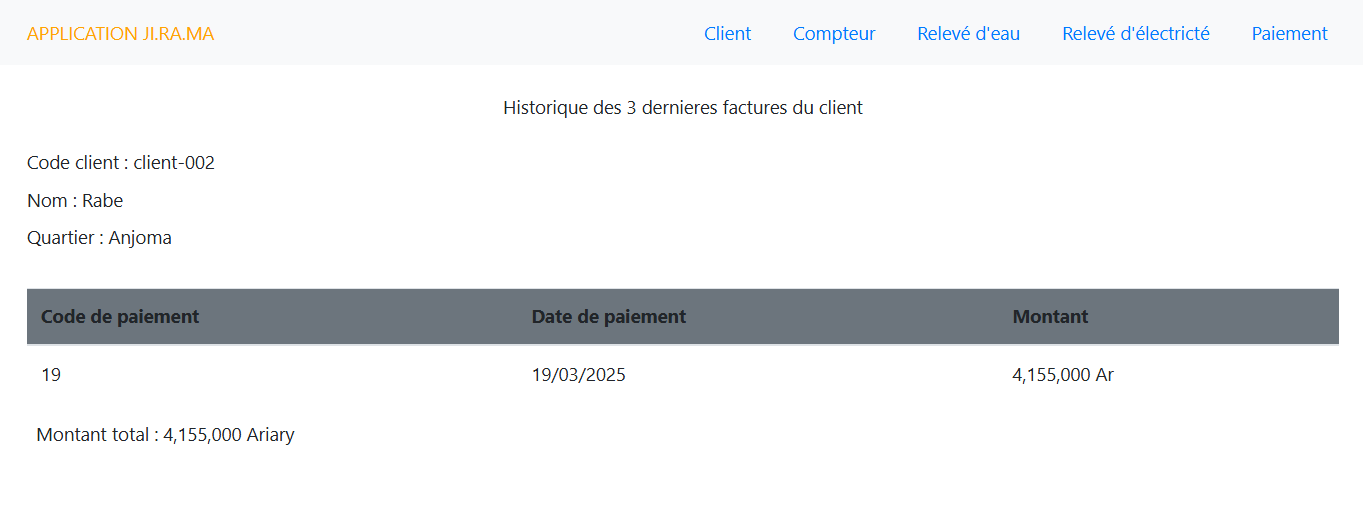 APPLICATION JI.RA.MA Client Compteur Relevé d'eau Relevé d'électricté Paiement
Historique des 3 dernieres factures du client
Code client : client-002
Nom : Rabe
Quartier : Anjoma
Code de paiement Date de paiement Montant
19 19/03/2025 4,155,000 Ar
Montant total : 4,155,000 Ariary